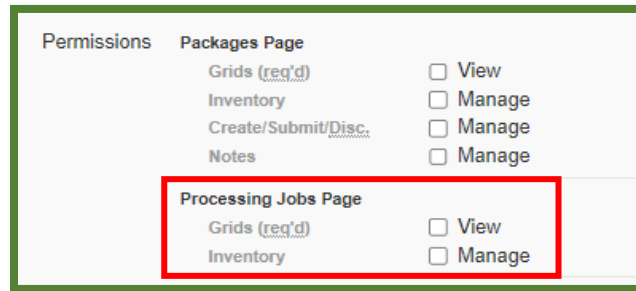 Permissions Packages Page
Grids (req'd) View
Inventory Manage
Create/Submit/Disc. Manage
Notes Manage
Processing Jobs Page
Grids (req'd) View
Inventory Manage